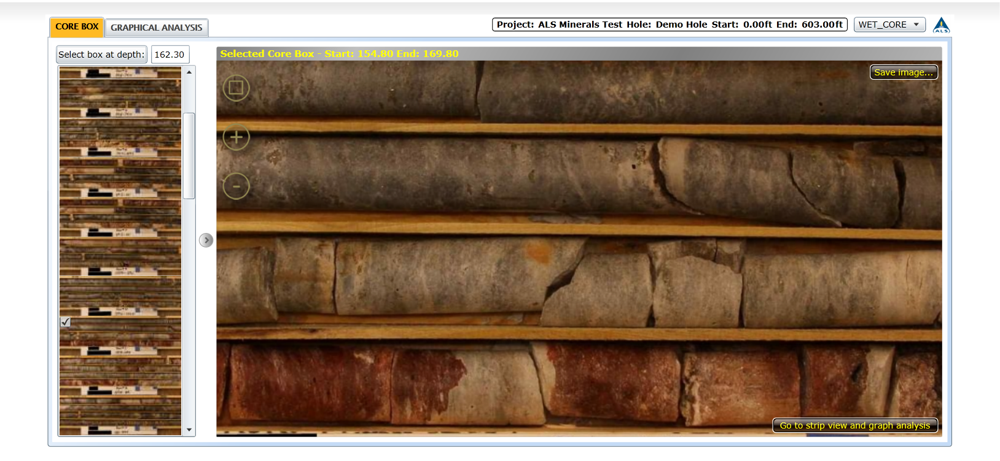 CORE BOX
GRAPHICAL ANALYSIS
Project: ALS Minerals Test Hole: Demo Hole Start: 0.00ft End: 603.00ft
WET_CORE
ALS
Select box at depth: 162.30
Selected Core Box - Start: 154.80 End: 169.80
Save image...
Go to strip view and graph analysis